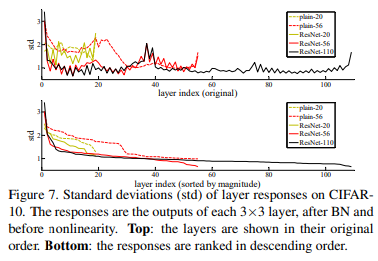 3
2
1
std
plain-20
plain-56
ResNet-20
ResNet-56
ResNet-110
0 20 40 60 80 100
layer index (original)
3
2
1
std
plain-20
plain-56
ResNet-20
ResNet-56
ResNet-110
0 20 40 60 80 100
layer index (sorted by magnitude)
Figure 7. Standard deviations (std) of layer responses on CIFAR-
10. The responses are the outputs of each 3×3 layer, after BN and
before nonlinearity. Top: the layers are shown in their original
order. Bottom: the responses are ranked in descending order.